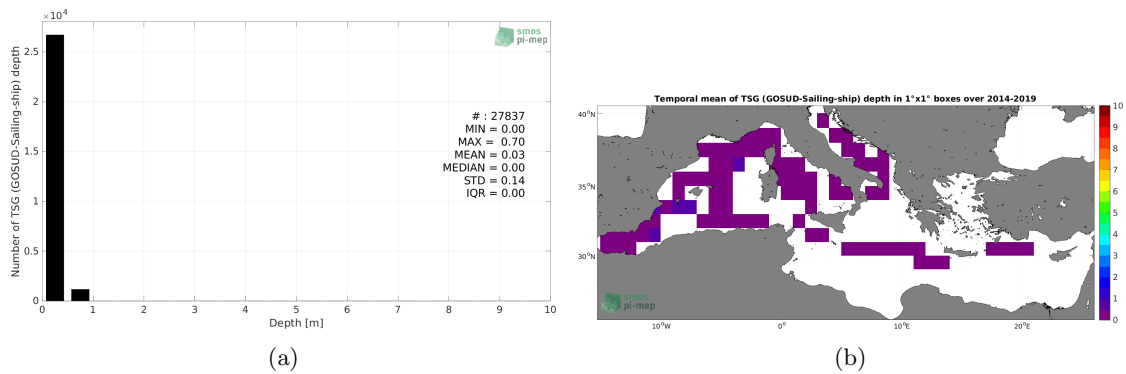 ×10⁴
smos
pi-mep
Number of TSG (GOSUD-Sailing-ship) depth
2.5
2
1.5
1
0.5
0
# : 27837
MIN = 0.00
MAX = 0.70
MEAN = 0.03
MEDIAN = 0.00
STD = 0.14
IQR = 0.00
0 1 2 3 4 5 6 7 8 9 10
Depth [m]
(a)
Temporal mean of TSG (GOSUD-Sailing-ship) depth in 1°x1° boxes over 2014-2019
40°N
35°N
30°N
smos
pi-mep
10°W 0° 10°E 20°E
10
9
8
7
6
5
4
3
2
1
0
(b)